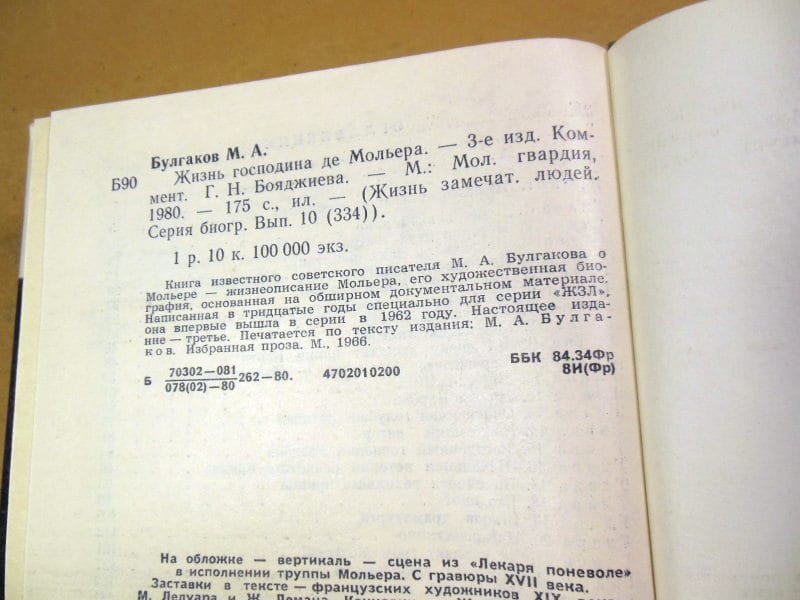 Булгаков М. А.
Б90 Жизнь господина де Мольера. — 3-е изд. Ком-
мент. Г. Н. Бояджиева. — М.: Мол. гвардия,
1980. — 175 с., ил. — (Жизнь замечат. людей.
Серия биогр. Вып. 10 (334)).
1 р. 10 к. 100 000 экз.
Книга известного советского писателя М. А. Булгакова о
Мольере — жизнеописание Мольера, его художественная био-
графия, основанная на обширном документальном материале.
Написанная в тридцатые годы специально для серии «ЖЗЛ»,
она впервые вышла в серии в 1962 году. Настоящее изда-
ние — третье. Печатается по тексту издания: М. А. Булга-
ков. Избранная проза. М., 1966.
Б 70302—081
078(02)—80 262—80. 4702010200
ББК 84.34Фр
8И(Фр)
На обложке — вертикаль — сцена из «Лекаря поневоле»
в исполнении труппы Мольера. С гравюры XVII века.
Заставки в тексте — французских художников XIX
М. Ледуара и Ж.